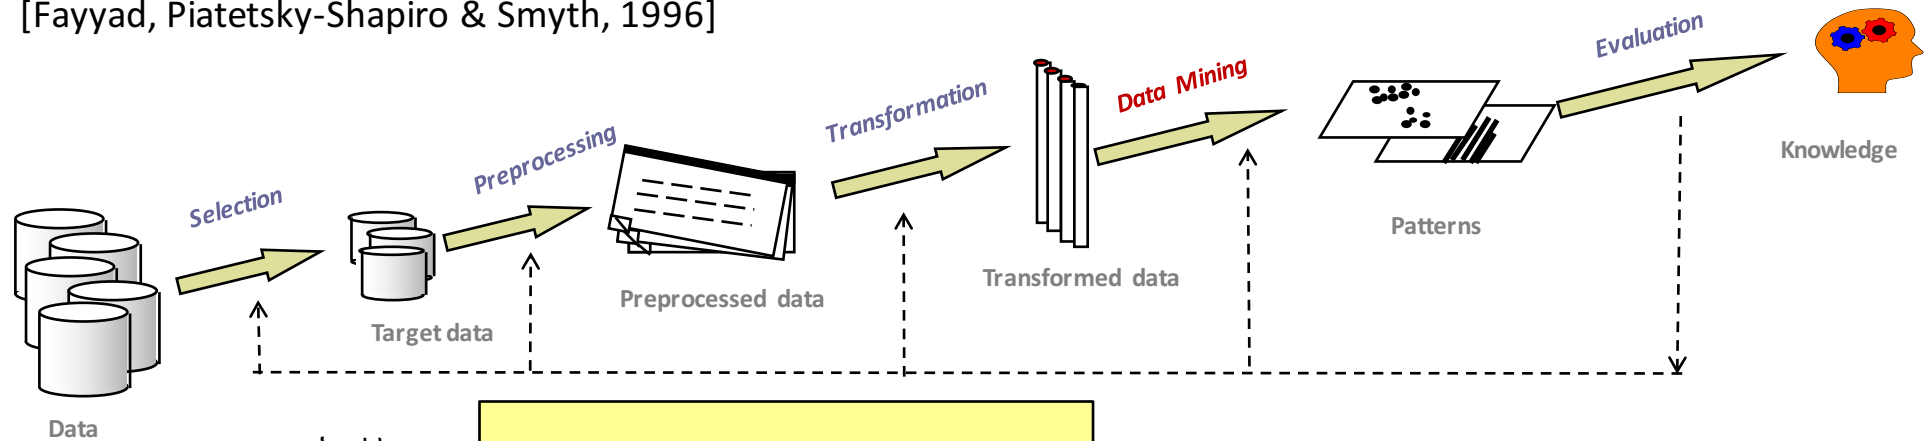 [Fayyad, Piatetsky-Shapiro & Smyth, 1996]
Evaluation
Data Mining
Transformation
Preprocessing
Selection
Knowledge
Patterns
Transformed data
Preprocessed data
Target data
Data